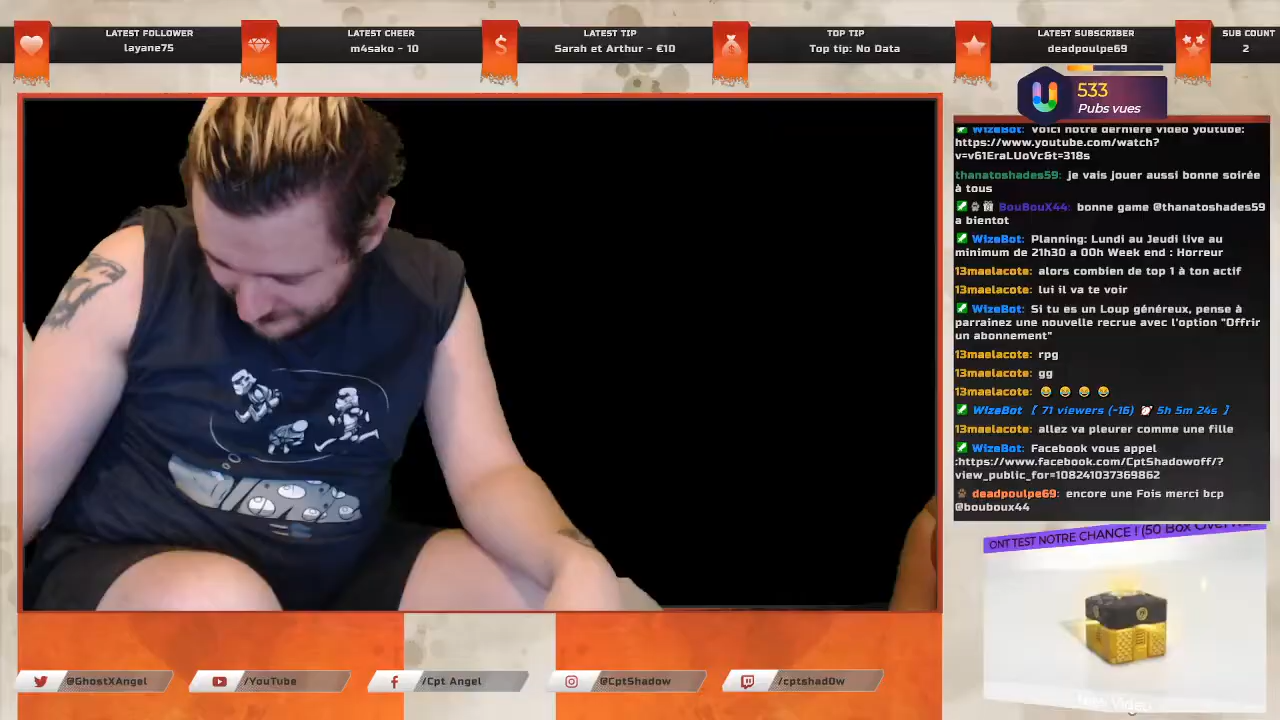 LATEST FOLLOWER
layane75
LATEST CHEER
m4sako - 10
LATEST TIP
Sarah et Arthur - €10
TOP TIP
Top tip: No Data
LATEST SUBSCRIBER
deadpoulpe69
SUB COUNT
2
533
Pubs vues
WizeBot: Voici notre dernière vidéo youtube:
https://www.youtube.com/watch?
v=v61EraLUoVc&t=318s
thanatoshades59: je vais jouer aussi bonne soirée
à tous
BouBouX44: bonne game @thanatoshades59
a bientot
WizeBot: Planning: Lundi au Jeudi live au
minimum de 21h30 a 00h Week end : Horreur
13maelacote: alors combien de top 1 à ton actif
13maelacote: lui il va te voir
WizeBot: Si tu es un Loup généreux, pense à
parrainez une nouvelle recrue avec l'option "Offrir
un abonnement"
13maelacote: rpg
13maelacote: gg
13maelacote: 😂 😂 😂 😂
WizeBot [ 71 viewers (-16) 5h 5m 24s ]
13maelacote: allez va pleurer comme une fille
WizeBot: Facebook vous appel
:https://www.facebook.com/CptShadowoff/?
view_public_for=108241037369862
deadpoulpe69: encore une Fois merci bcp
@bouboux44
ONT TEST NOTRE CHANCE ! (50 Box
New Video
@GhostXAngel
/YouTube
/Cpt Angel
@CptShadow
/cptshad0w